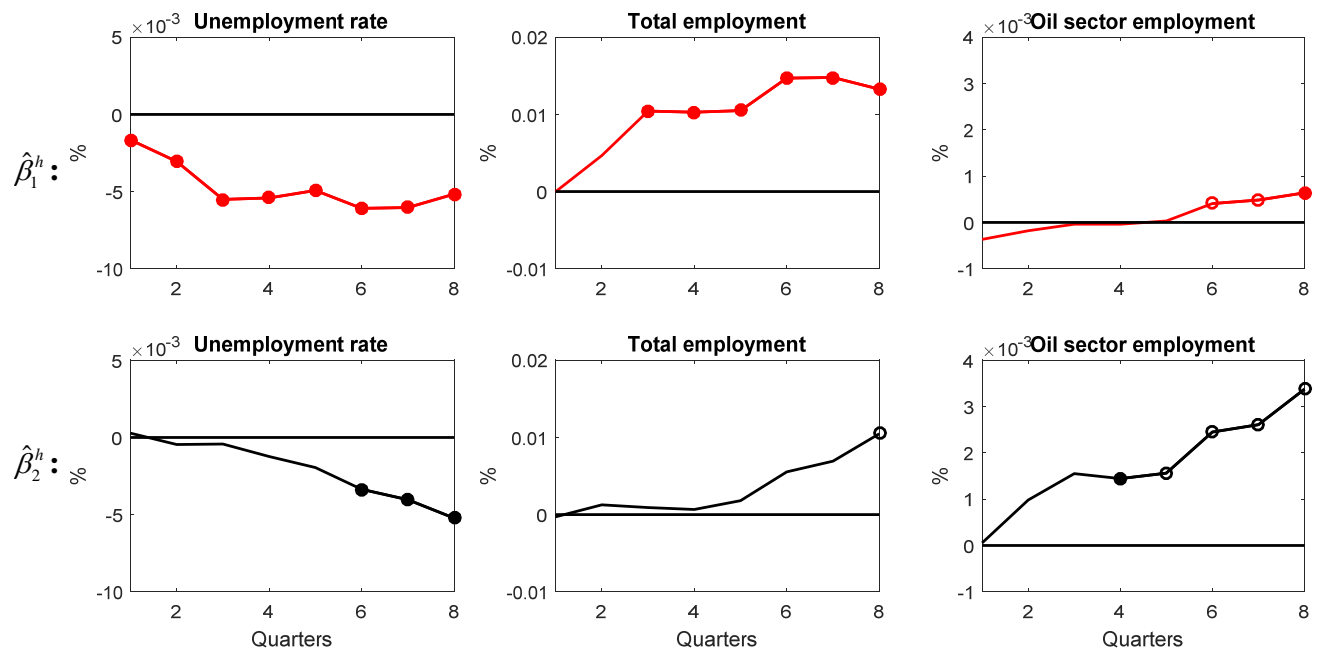 ×10⁻³ Unemployment rate
5
0
-5
-10
%
2 4 6 8
Total employment
0.02
0.01
0
-0.01
%
2 4 6 8
×10⁻³ Oil sector employment
4
3
2
1
0
-1
%
2 4 6 8
β̂₁ʰ :
×10⁻³ Unemployment rate
5
0
-5
-10
%
2 4 6 8
Quarters
Total employment
0.02
0.01
0
-0.01
%
2 4 6 8
Quarters
×10⁻³ Oil sector employment
4
3
2
1
0
-1
%
2 4 6 8
Quarters
β̂₂ʰ :